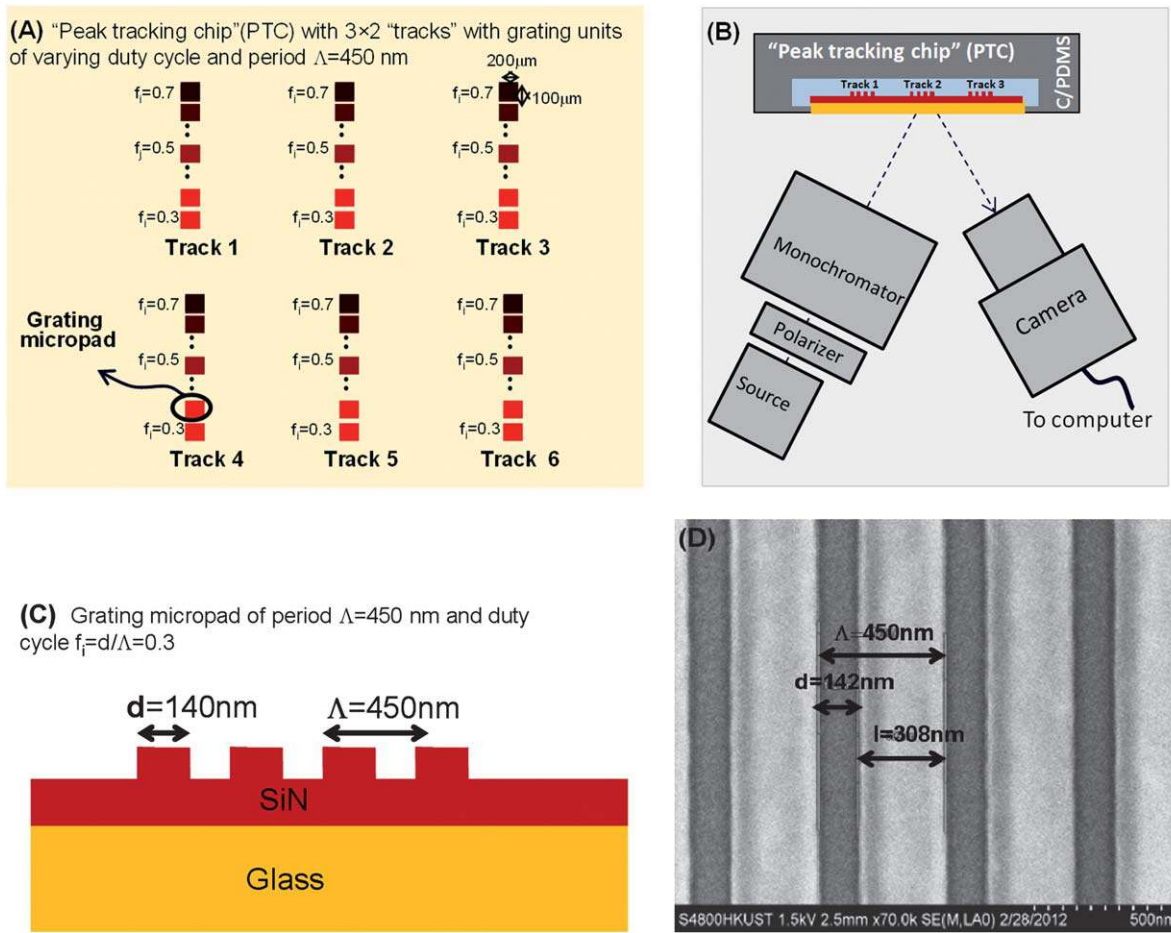 (A) “Peak tracking chip”(PTC) with 3×2 “tracks” with grating units
of varying duty cycle and period Λ=450 nm
200μm
100μm
fᵢ=0.7
fⱼ=0.5
fᵢ=0.3
Track 1
fᵢ=0.7
fᵢ=0.5
fᵢ=0.3
Track 2
fᵢ=0.7
fᵢ=0.5
fᵢ=0.3
Track 3
Grating
micropad
fᵢ=0.7
fᵢ=0.5
fᵢ=0.3
Track 4
fᵢ=0.7
fᵢ=0.5
fᵢ=0.3
Track 5
fᵢ=0.7
fᵢ=0.5
fᵢ=0.3
Track 6
(B)
“Peak tracking chip” (PTC)
Track 1
Track 2
Track 3
C/PDMS
Monochromator
Polarizer
Source
Camera
To computer
(C) Grating micropad of period Λ=450 nm and duty
cycle fᵢ=d/Λ=0.3
d=140nm
Λ=450nm
SiN
Glass
(D)
Λ=450nm
d=142nm
l=308nm
S4800HKUST 1.5kV 2.5mm x70.0k SE(M,LA0) 2/28/2012
500nm